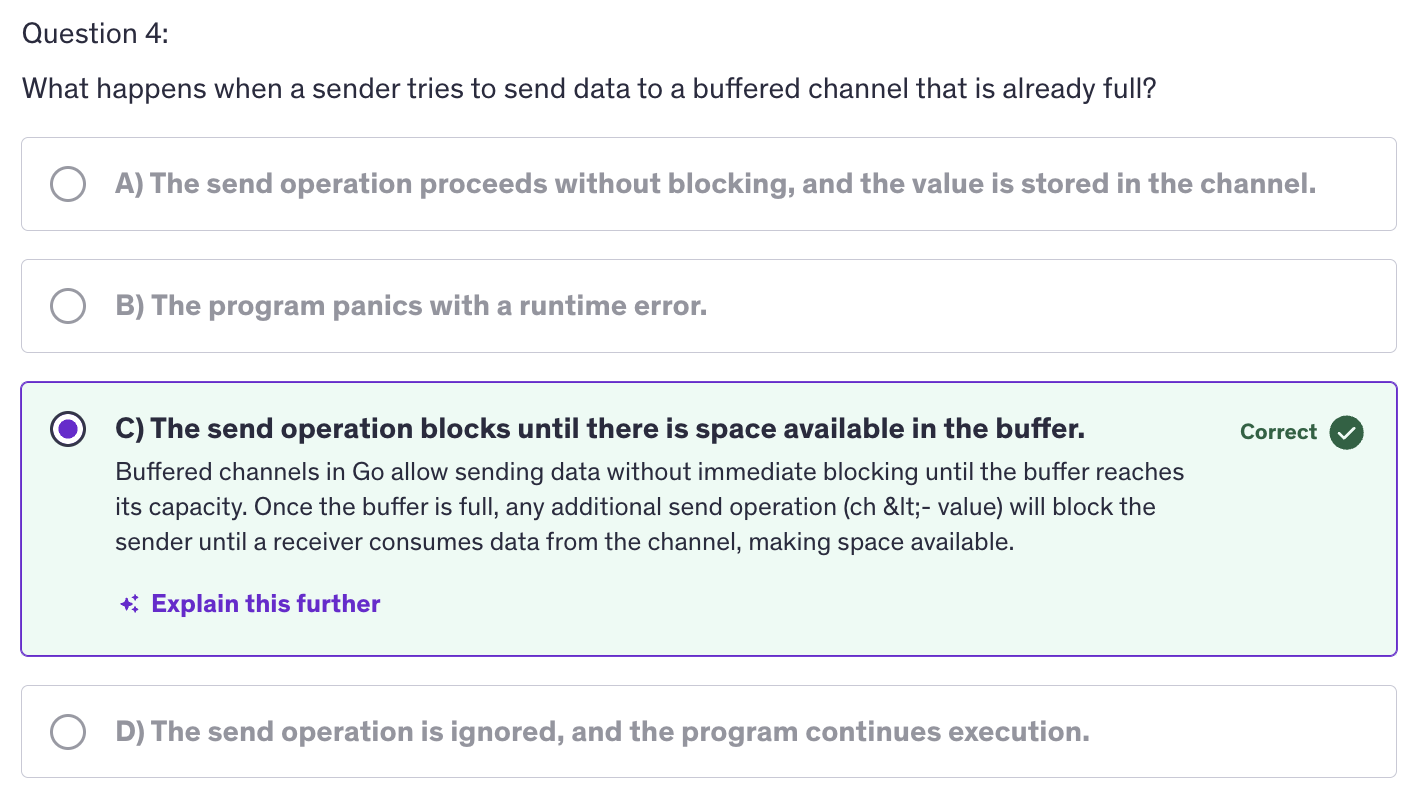 Question 4:
What happens when a sender tries to send data to a buffered channel that is already full?
A) The send operation proceeds without blocking, and the value is stored in the channel.
B) The program panics with a runtime error.
C) The send operation blocks until there is space available in the buffer.
Correct
Buffered channels in Go allow sending data without immediate blocking until the buffer reaches
its capacity. Once the buffer is full, any additional send operation (ch &lt;- value) will block the
sender until a receiver consumes data from the channel, making space available.
Explain this further
D) The send operation is ignored, and the program continues execution.